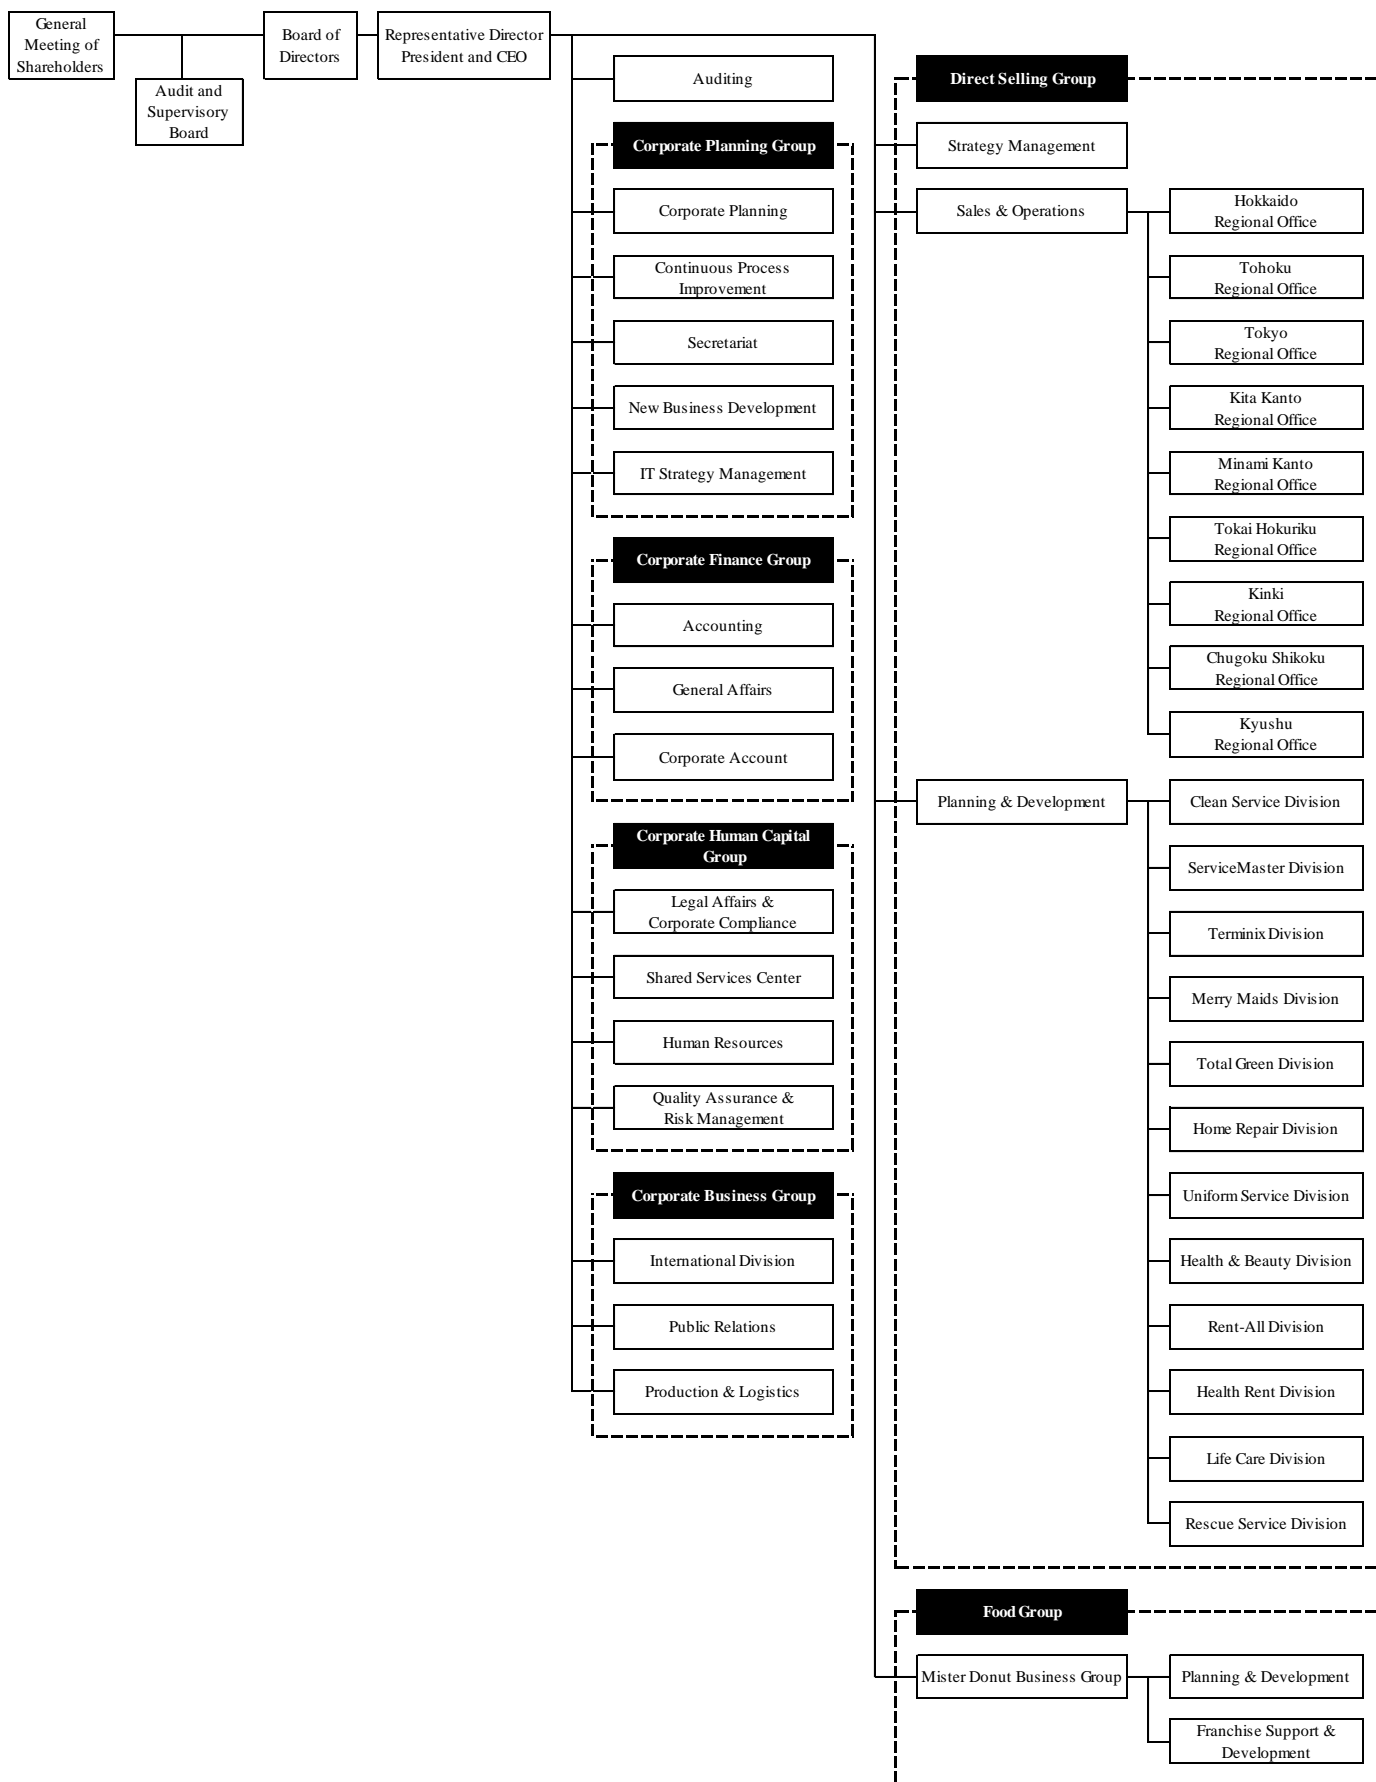 General
Meeting of
Shareholders
Audit and
Supervisory
Board
Board of
Directors
Representative Director
President and CEO
Auditing
Corporate Planning Group
Corporate Planning
Continuous Process
Improvement
Secretariat
New Business Development
IT Strategy Management
Corporate Finance Group
Accounting
General Affairs
Corporate Account
Corporate Human Capital
Group
Legal Affairs &
Corporate Compliance
Shared Services Center
Human Resources
Quality Assurance &
Risk Management
Corporate Business Group
International Division
Public Relations
Production & Logistics
Direct Selling Group
Strategy Management
Sales & Operations
Hokkaido
Regional Office
Tohoku
Regional Office
Tokyo
Regional Office
Kita Kanto
Regional Office
Minami Kanto
Regional Office
Tokai Hokuriku
Regional Office
Kinki
Regional Office
Chugoku Shikoku
Regional Office
Kyushu
Regional Office
Planning & Development
Clean Service Division
ServiceMaster Division
Terminix Division
Merry Maids Division
Total Green Division
Home Repair Division
Uniform Service Division
Health & Beauty Division
Rent-All Division
Health Rent Division
Life Care Division
Rescue Service Division
Food Group
Mister Donut Business Group
Planning & Development
Franchise Support &
Development